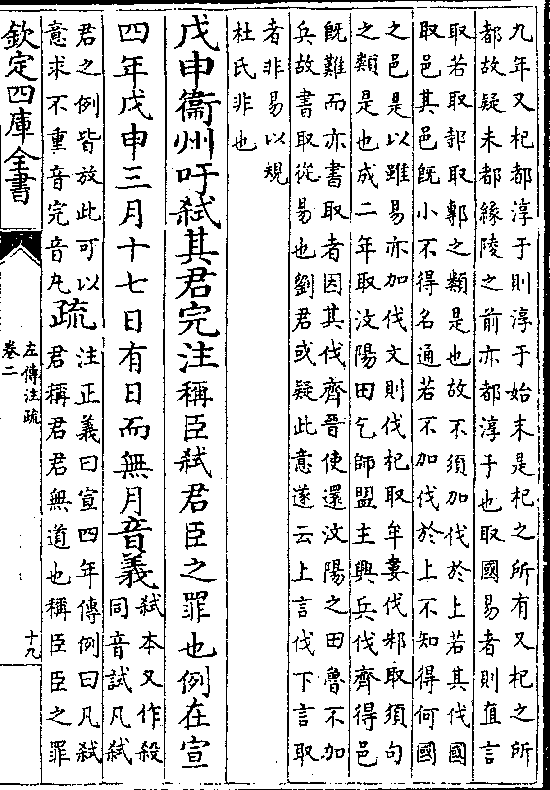 九年又杞都淳于則淳于始末是杞之所有又杞之所
都故疑未都緣陵之前亦都淳于也取國易者則直言
取若取郜取鄟之類是也故不須加伐於上若其伐國
取邑其邑旣小不得名通若不加伐於上不知得何國
之邑是以雖易亦加伐文則伐杞取牟婁伐邾取須句
之類是也成二年取汶陽田乞師盟主興兵伐齊得邑
旣難而亦書取者因其伐齊晉使還汶陽之田魯不加
兵故書取從易也劉君或疑此意遂云上言伐下言取
者非易以規
杜氏非也
戊申衞州吁弑其君完注稱臣弑君臣之罪也例在宣
四年戊申三月十七日有日而無月音義
弑本又作殺
同音試凡弑
君之例皆放此可以
意求不重音完音丸
疏
注正義曰宣四年傳例曰凡弑
君稱君君無道也稱臣臣之罪
欽定四庫全書
左傳注疏
卷二
十九